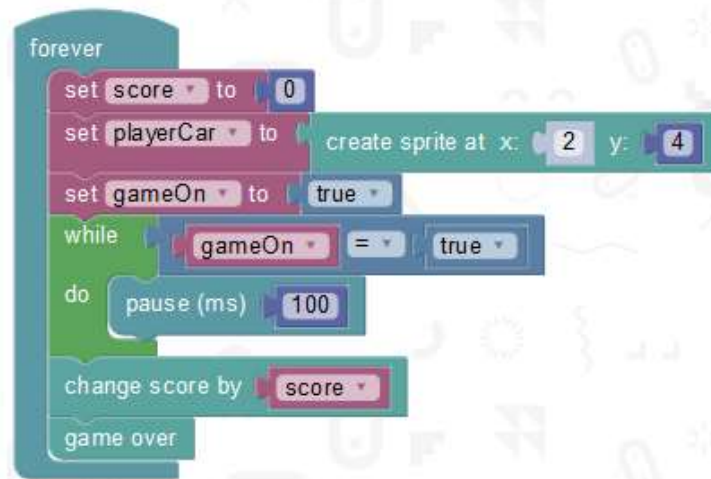 forever
set score to 0
set playerCar to create sprite at x: 2 y: 4
set gameOn to true
while gameOn = true
do pause (ms) 100
change score by score
game over